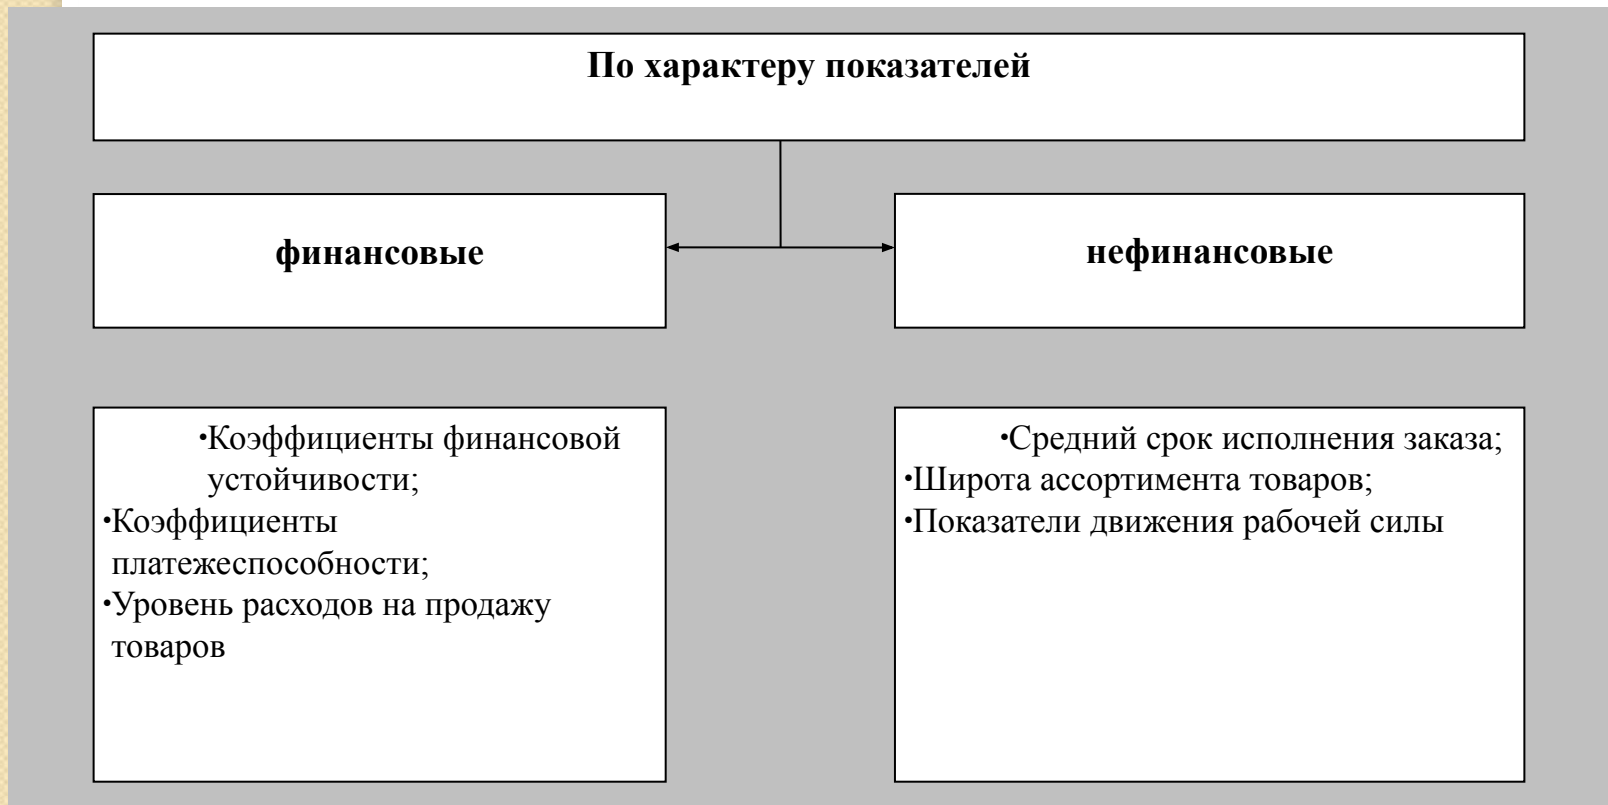 По характеру показателей
финансовые
нефинансовые
•Коэффициенты финансовой
устойчивости;
•Коэффициенты
платежеспособности;
•Уровень расходов на продажу
товаров
•Средний срок исполнения заказа;
•Широта ассортимента товаров;
•Показатели движения рабочей силы